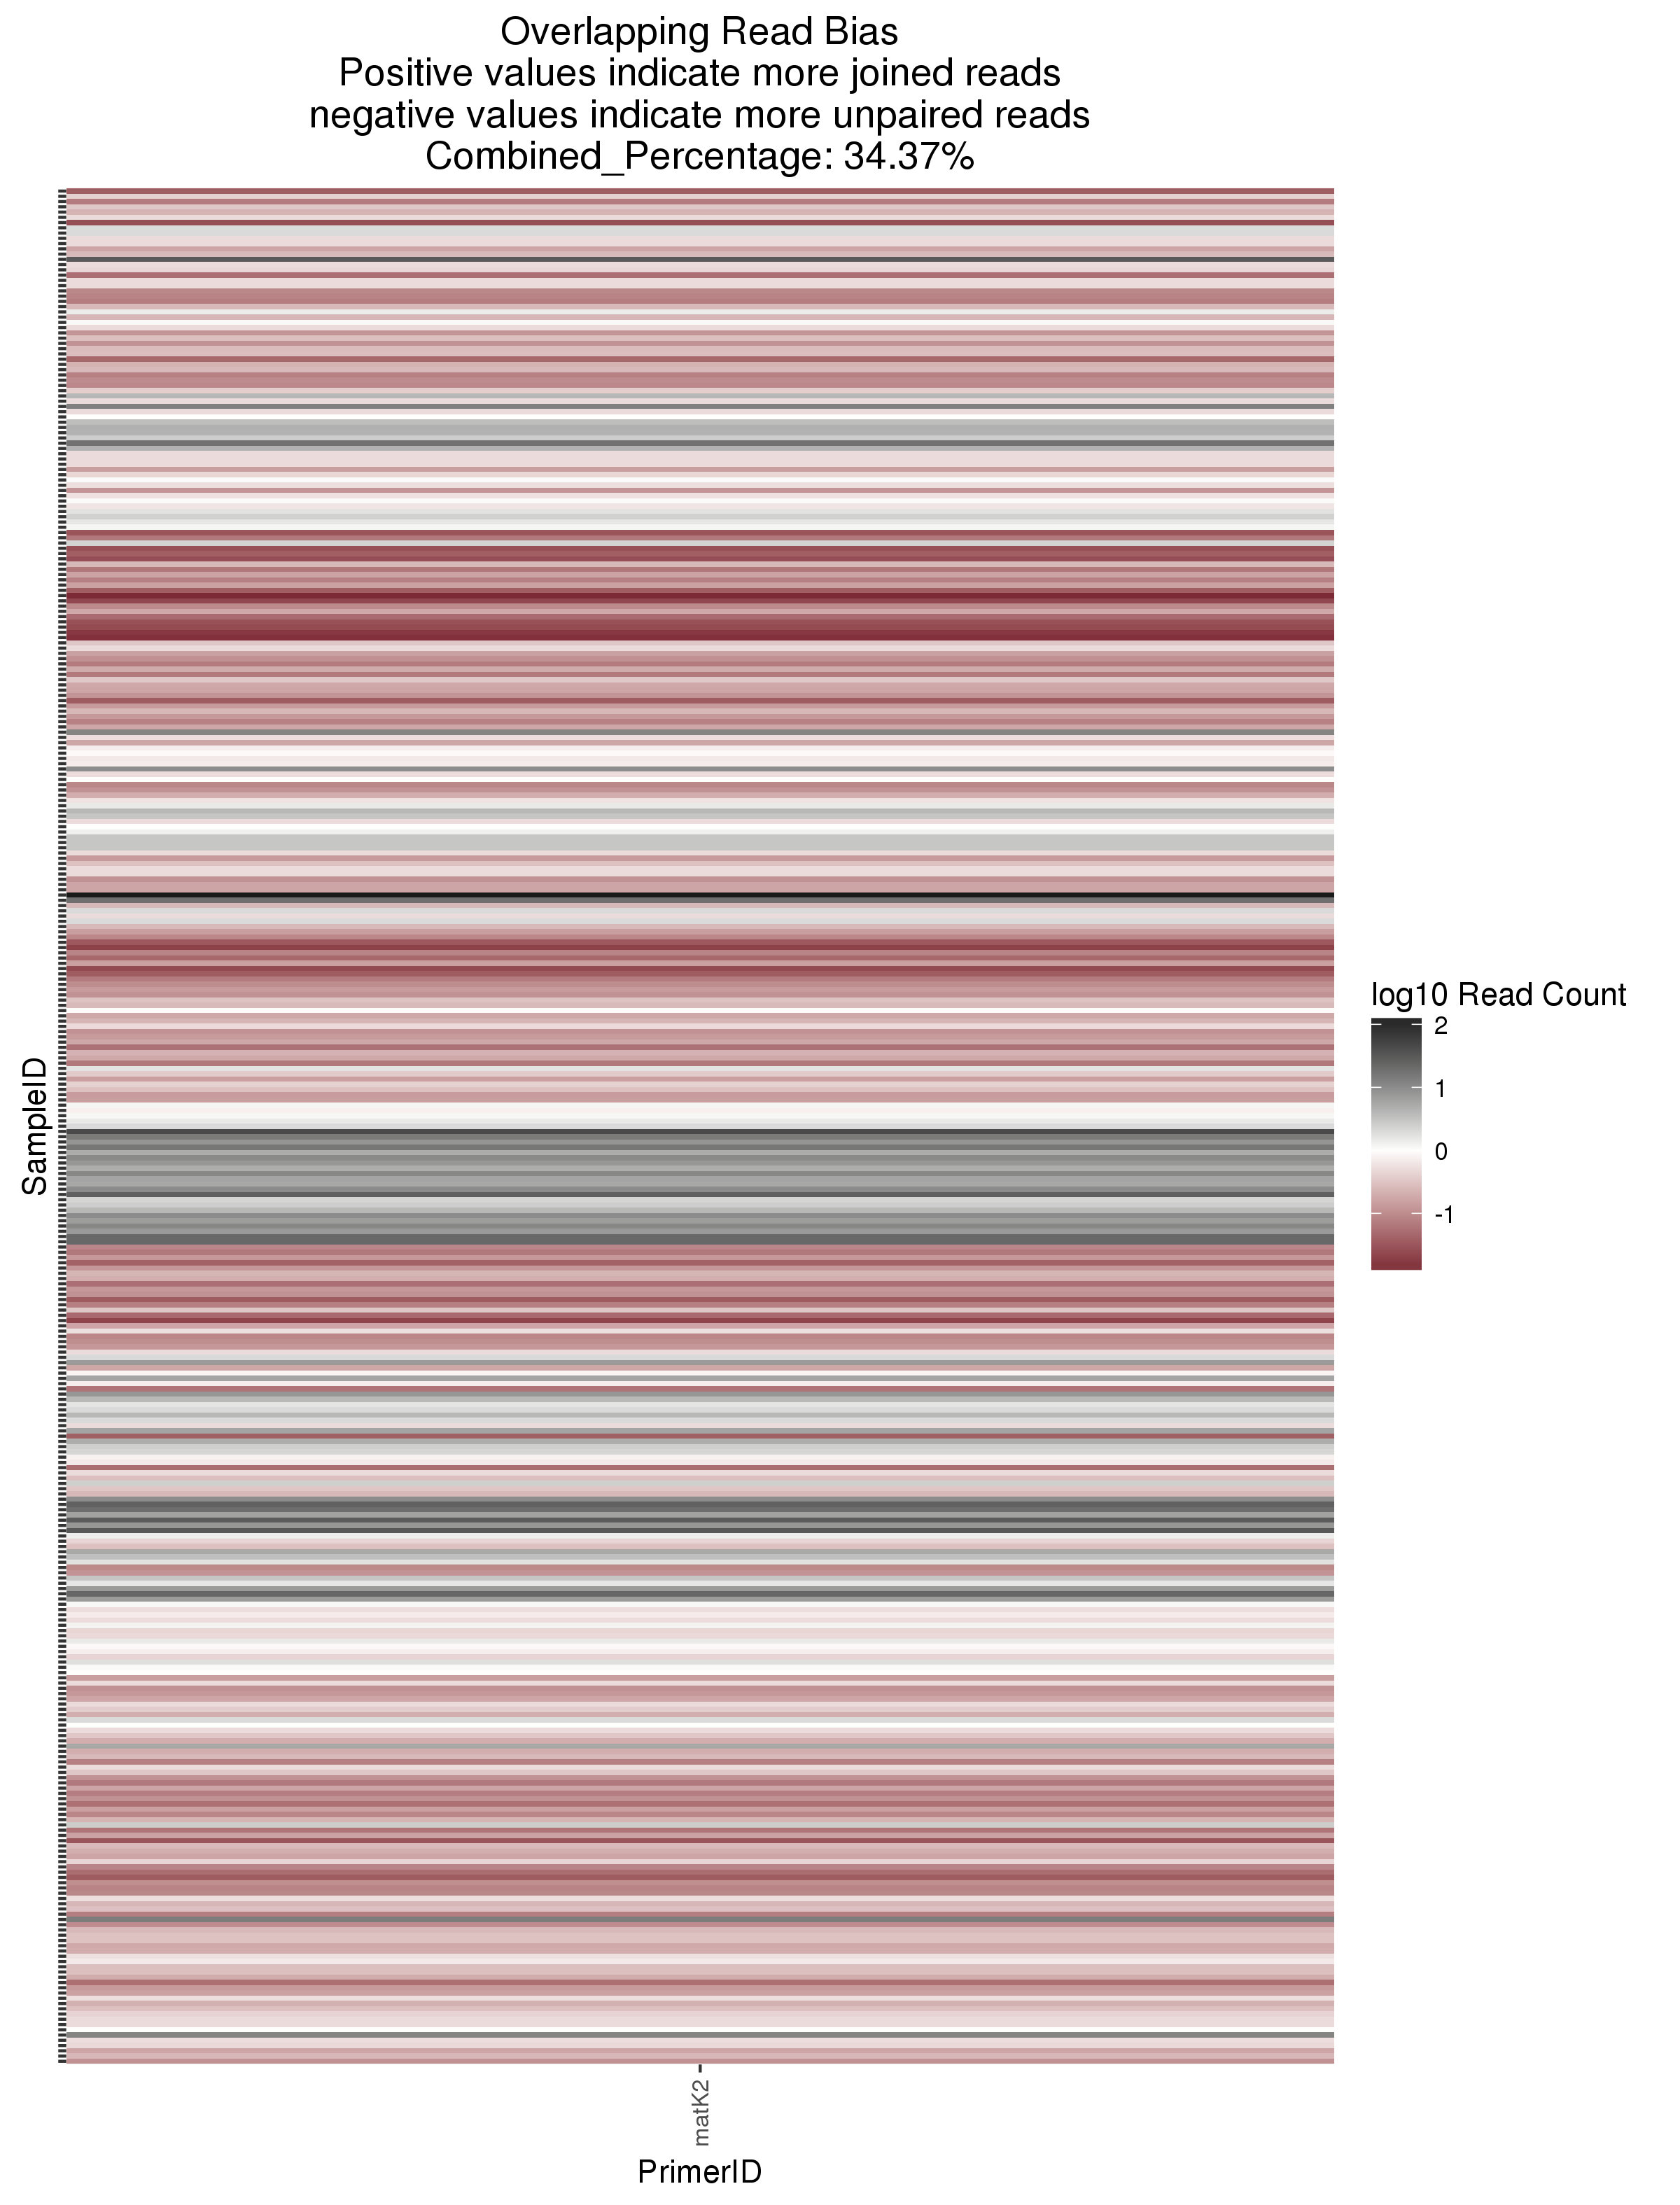 Overlapping Read Bias
Positive values indicate more joined reads
negative values indicate more unpaired reads
Combined_Percentage: 34.37%
SampleID
log10 Read Count
2
1
0
-1
matK2
PrimerID